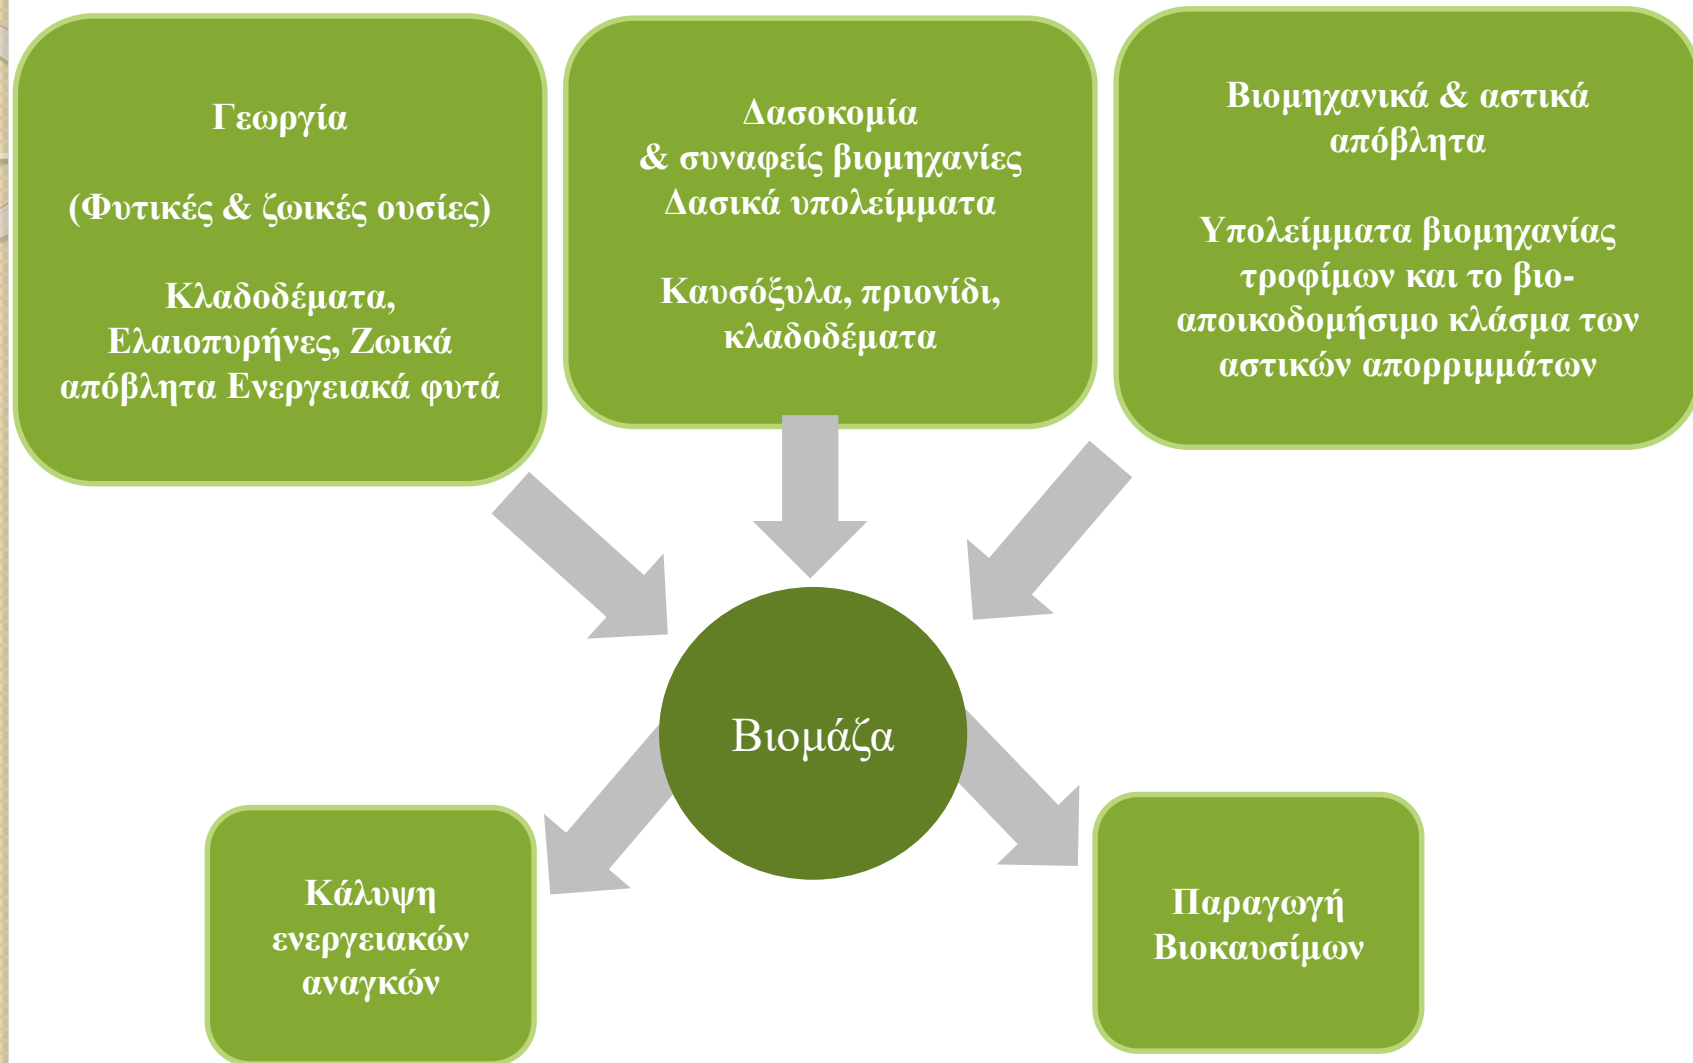 Γεωργία
(Φυτικές & ζωικές ουσίες)
Κλαδοδέματα,
Ελαιοπυρήνες, Ζωικά
απόβλητα Ενεργειακά φυτά
Δασοκομία
& συναφείς βιομηχανίες
Δασικά υπολείμματα
Καυσόξυλα, πριονίδι,
κλαδοδέματα
Βιομηχανικά & αστικά
απόβλητα
Υπολείμματα βιομηχανίας
τροφίμων και το βιο-
αποικοδομήσιμο κλάσμα των
αστικών απορριμμάτων
Βιομάζα
Κάλυψη
ενεργειακών
αναγκών
Παραγωγή
Βιοκαυσίμων